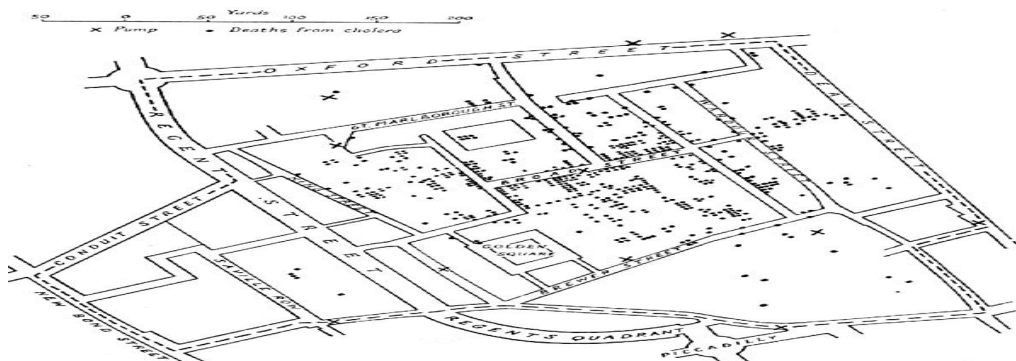 Yards
50 0 50 100 150 200
× Pump • Deaths from cholera
OXFORD STREET
GT. MARLBOROUGH ST
REGENT STREET
CONDUIT STREET
NEW BOND STREET
SAVILLE ROW
BROAD STREET
DEAN STREET
GOLDEN SQUARE
BREWER STREET
REGENTS QUADRANT
PICCADILLY